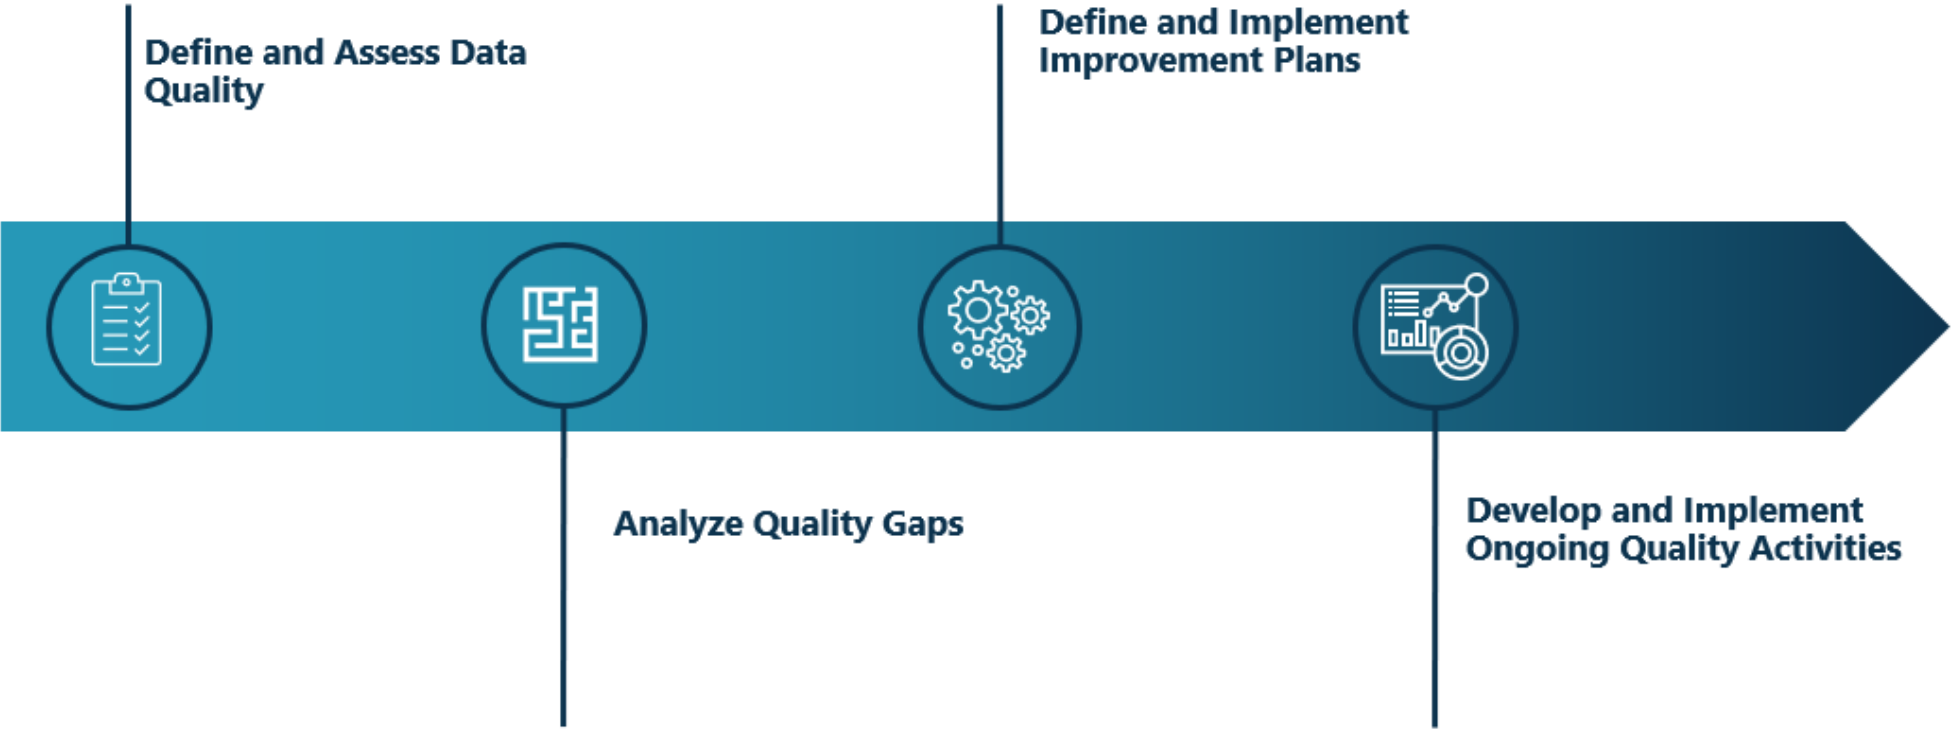 Define and Assess Data
Quality
Analyze Quality Gaps
Define and Implement
Improvement Plans
Develop and Implement
Ongoing Quality Activities